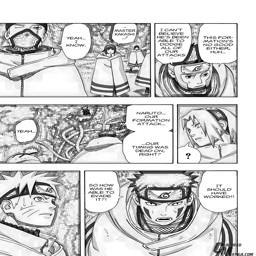 THIS FOR-
MATION'S
NO GOOD
EITHER,
HUH...
I CAN'T
BELIEVE
HE'S BEEN
ABLE TO
DODGE
ALL OF
OUR
ATTACKS
MASTER
KAKASHI
YEAH...
I
KNOW.
NARUTO...
OUR
FORMATION
ATTACK...
...OUR
TIMING WAS
DEAD ON,
RIGHT?
?
YEAH...
IT
SHOULD
HAVE
WORKED!!
SO HOW
WAS HE
ABLE TO
EVADE
IT?!